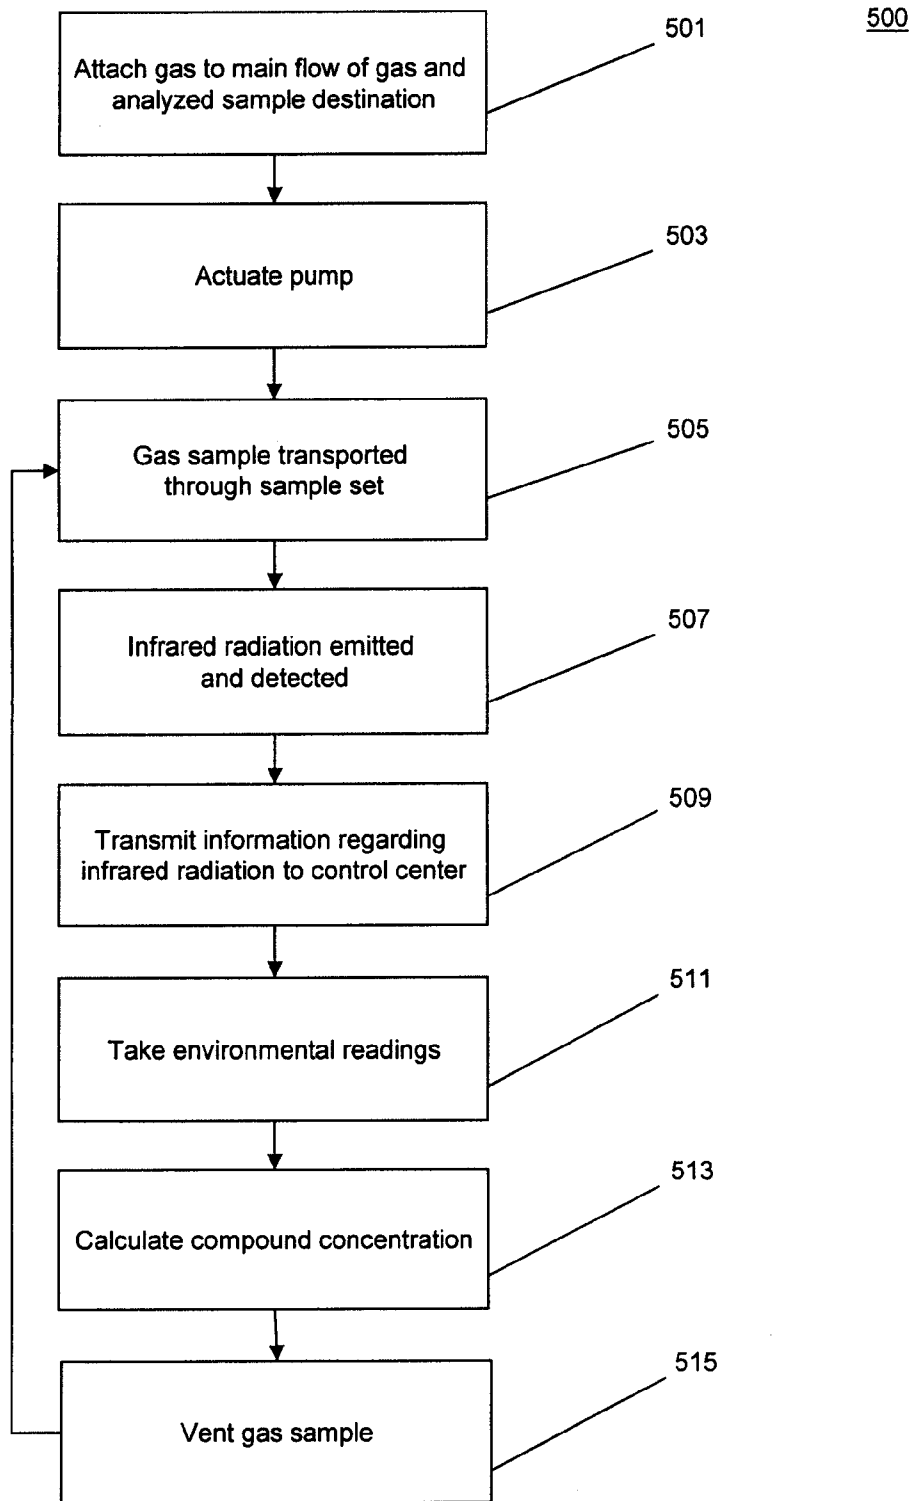 500
501
Attach gas to main flow of gas and
analyzed sample destination
503
Actuate pump
505
Gas sample transported
through sample set
507
Infrared radiation emitted
and detected
509
Transmit information regarding
infrared radiation to control center
511
Take environmental readings
513
Calculate compound concentration
515
Vent gas sample